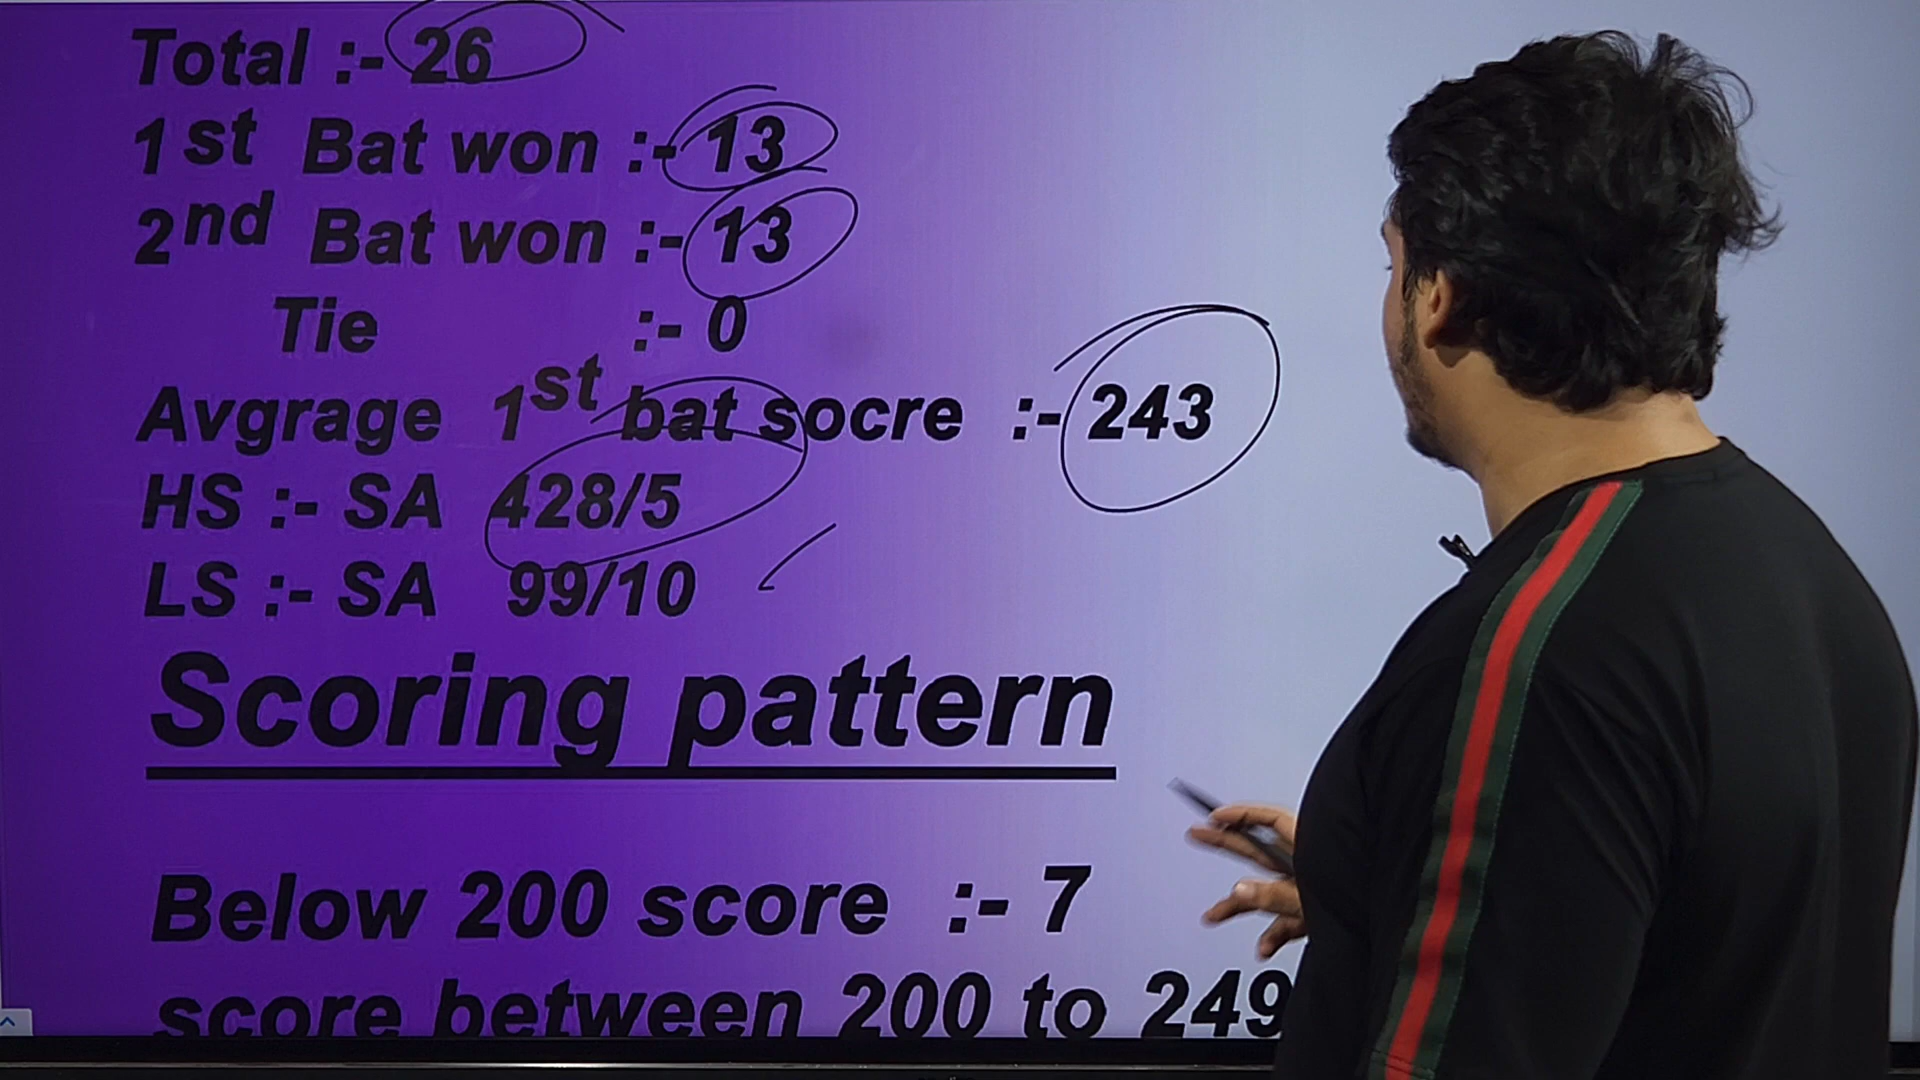 Total :- 26
1st Bat won :- 13
2nd Bat won :- 13
Tie :- 0
Avgrage 1st bat socre :- 243
HS :- SA 428/5
LS :- SA 99/10
Scoring pattern
Below 200 score :- 7
score between 200 to 249